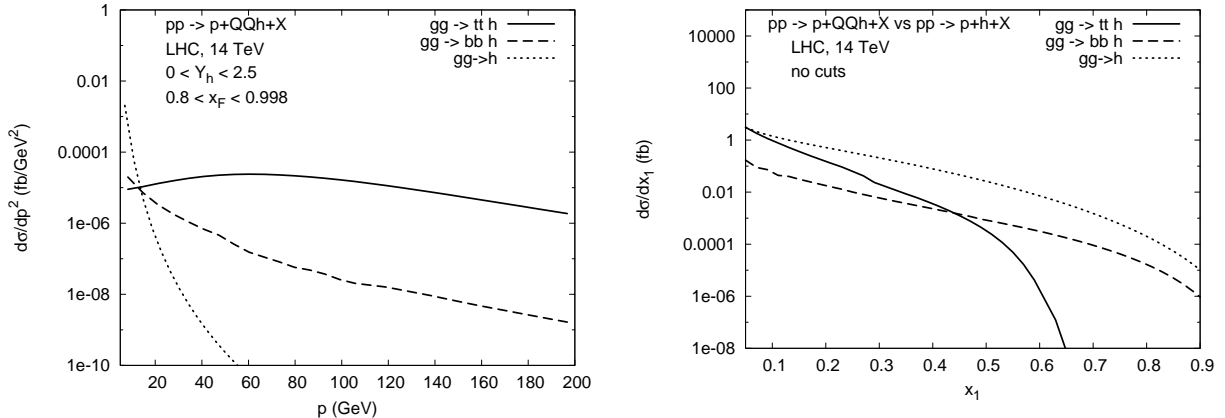 pp -> p+QQh+X
LHC, 14 TeV
0 < Y_h < 2.5
0.8 < x_F < 0.998
gg -> tt h
gg -> bb h
gg->h
1
0.01
0.0001
1e-06
1e-08
1e-10
dσ/dp² (fb/GeV²)
20 40 60 80 100 120 140 160 180 200
p (GeV)
pp -> p+QQh+X vs pp -> p+h+X
LHC, 14 TeV
no cuts
gg -> tt h
gg -> bb h
gg->h
10000
100
1
0.01
0.0001
1e-06
1e-08
dσ/dx₁ (fb)
0.1 0.2 0.3 0.4 0.5 0.6 0.7 0.8 0.9
x₁